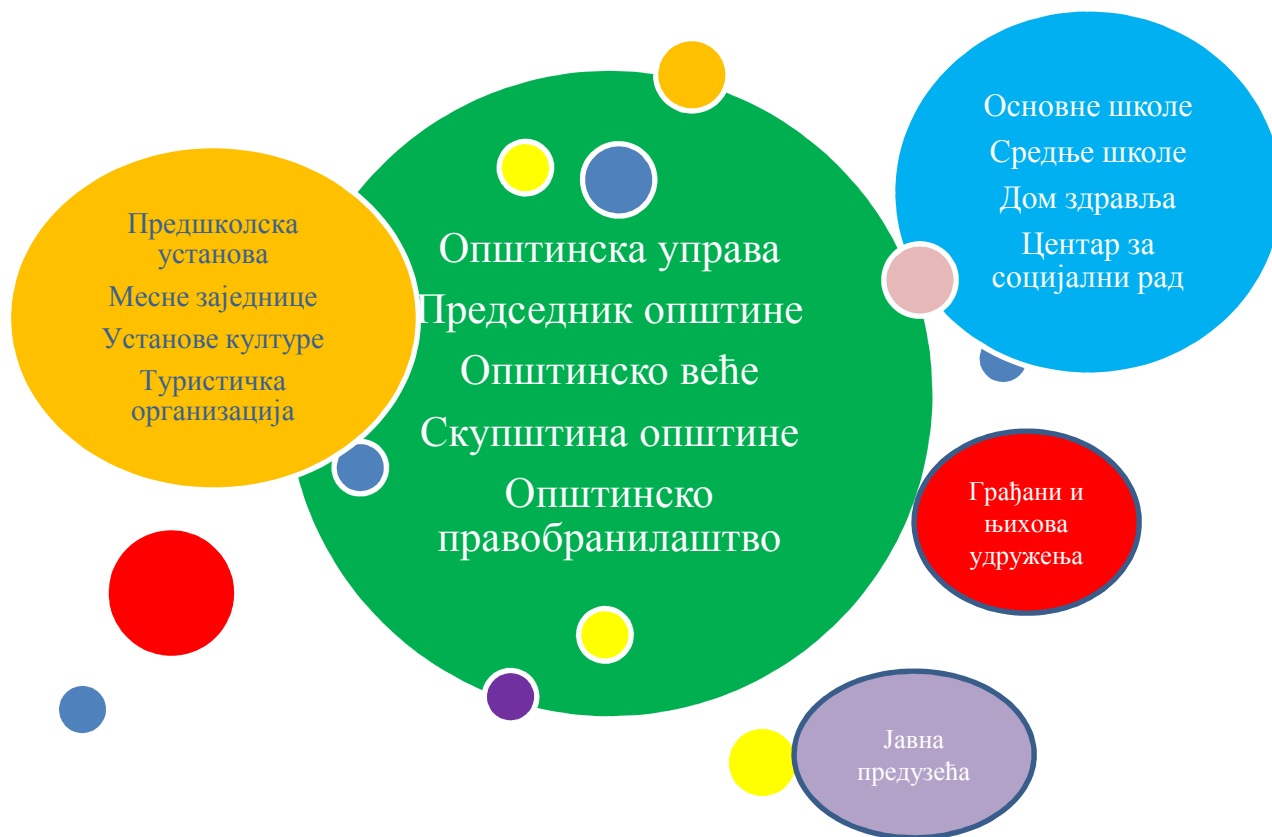 Предшколска
установа
Месне заједнице
Установе културе
Туристичка
организација
Општинска управа
Председник општине
Општинско веће
Скупштина општине
Општинско
правобранилаштво
Основне школе
Средње школе
Дом здравља
Центар за
социјални рад
Грађани и
њихова
удружења
Јавна
предузећа